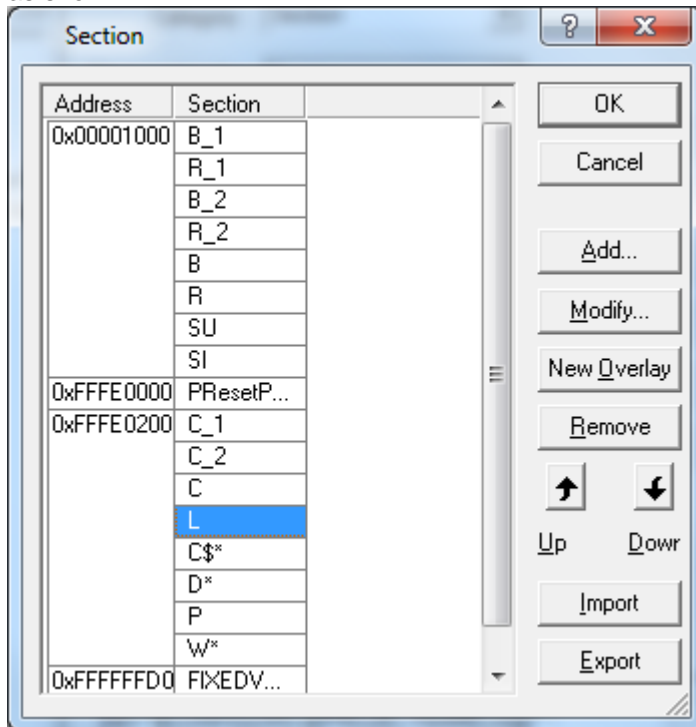 Section
?
X
Address Section
0x00001000 B_1
R_1
B_2
R_2
B
R
SU
SI
0xFFFE0000 PResetP...
0xFFFE0200 C_1
C_2
C
L
C$*
D*
P
W*
0xFFFFFFD0 FIXEDV...
OK
Cancel
Add...
Modify...
New Overlay
Remove
Up Dowr
Import
Export